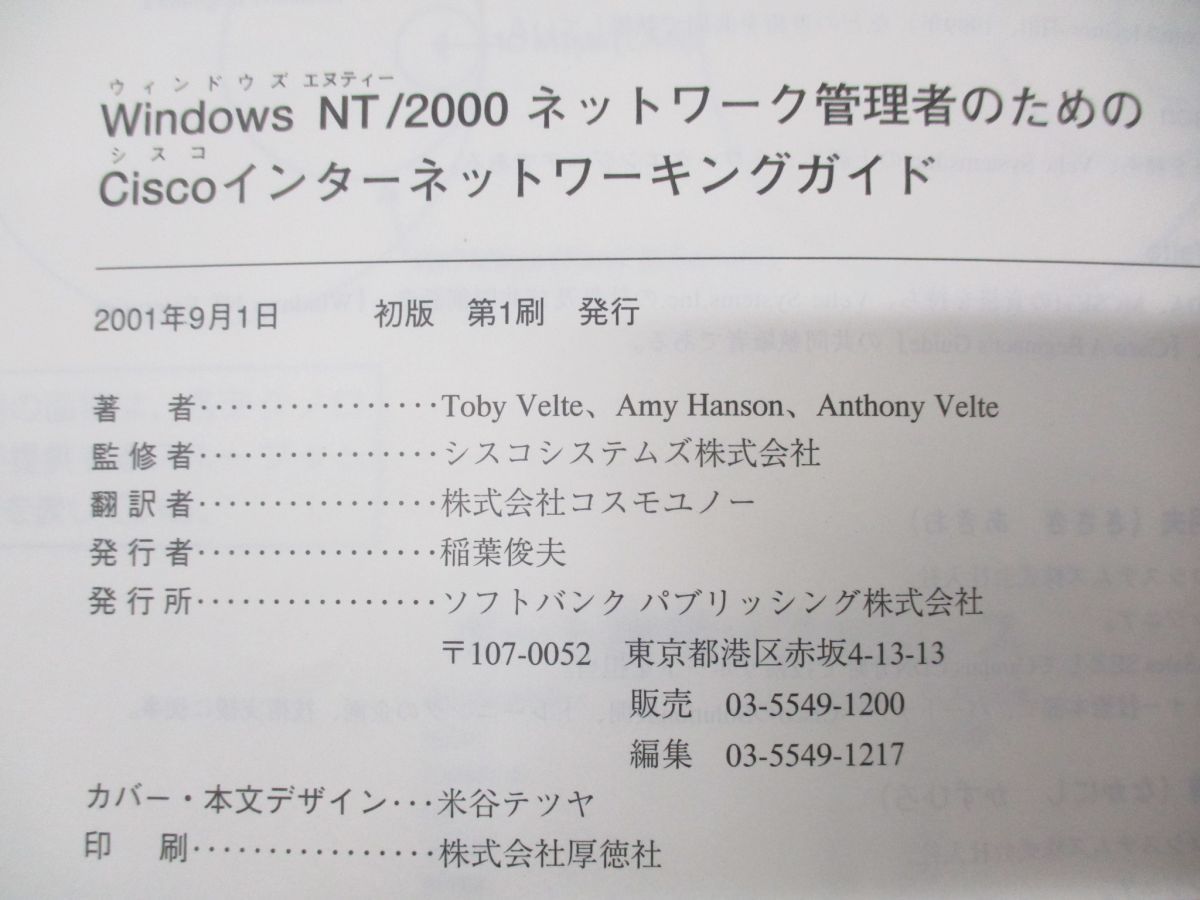 ウィンドウズ エヌティー
Windows NT/2000 ネットワーク管理者のための
シスコ
Ciscoインターネットワーキングガイド
2001年9月1日 初版 第1刷 発行
著 者················Toby Velte、Amy Hanson、Anthony Velte
監修者················シスコシステムズ株式会社
翻訳者················株式会社コスモユノー
発行者················稲葉俊夫
発行所················ソフトバンク パブリッシング株式会社
〒107-0052 東京都港区赤坂4-13-13
販売 03-5549-1200
編集 03-5549-1217
カバー・本文デザイン···米谷テツヤ
印 刷················株式会社厚徳社